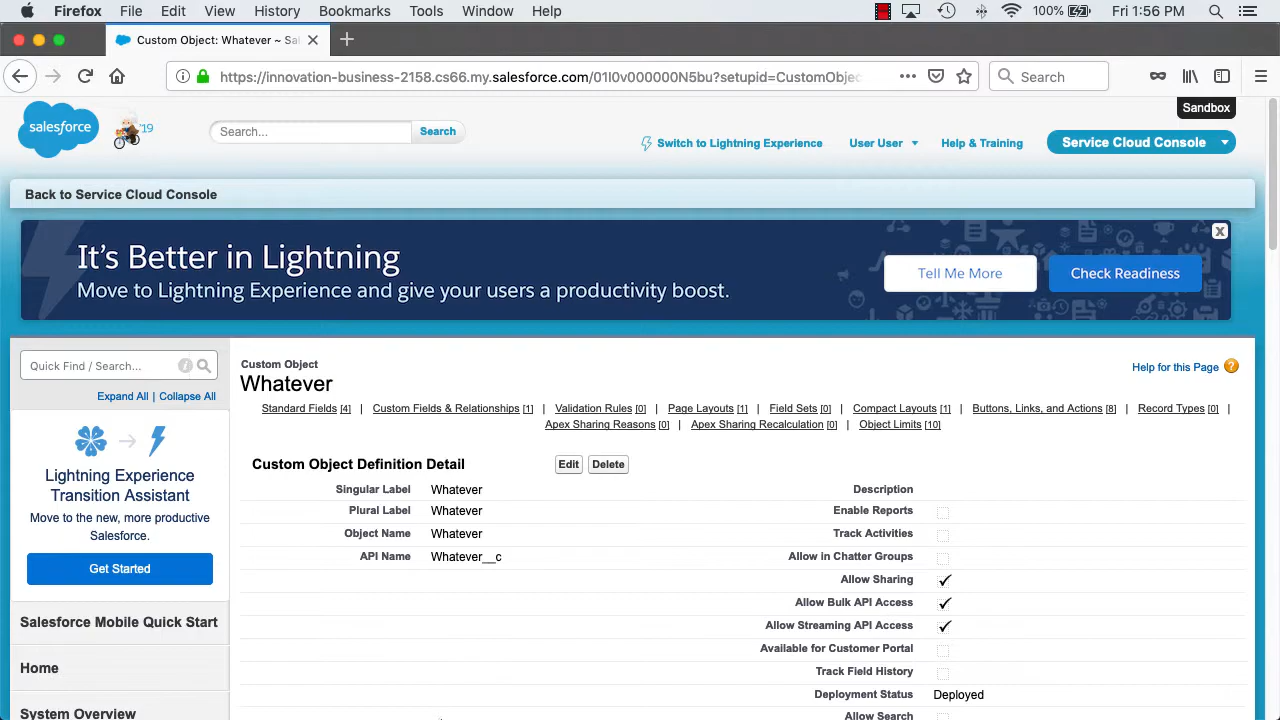 Firefox File Edit View History Bookmarks Tools Window Help 100% Fri 1:56 PM
Custom Object: Whatever ~ Sal
https://innovation-business-2158.cs66.my.salesforce.com/01I0v000000N5bu?setupid=CustomObjec Search
Sandbox
salesforce '19 Search... Search
Switch to Lightning Experience User User Help & Training Service Cloud Console
Back to Service Cloud Console
It's Better in Lightning
Move to Lightning Experience and give your users a productivity boost.
Tell Me More Check Readiness
X
Quick Find / Search...
Expand All | Collapse All
Lightning Experience
Transition Assistant
Move to the new, more productive
Salesforce.
Get Started
Salesforce Mobile Quick Start
Home
System Overview
Custom Object
Whatever
Help for this Page ?
Standard Fields [4] | Custom Fields & Relationships [1] | Validation Rules [0] | Page Layouts [1] | Field Sets [0] | Compact Layouts [1] | Buttons, Links, and Actions [8] | Record Types [0] |
Apex Sharing Reasons [0] | Apex Sharing Recalculation [0] | Object Limits [10]
Custom Object Definition Detail Edit Delete
Singular Label Whatever Description
Plural Label Whatever Enable Reports
Object Name Whatever Track Activities
API Name Whatever__c Allow in Chatter Groups
Allow Sharing
Allow Bulk API Access
Allow Streaming API Access
Available for Customer Portal
Track Field History
Deployment Status Deployed
Allow Search